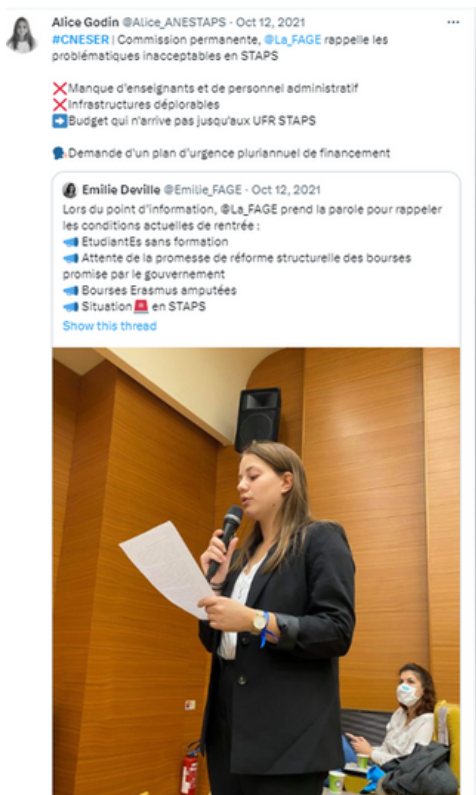 Alice Godin @Alice_ANESTAPS · Oct 12, 2021
#CNESER | Commission permanente, @La_FAGE rappelle les
problématiques inacceptables en STAPS
❌Manque d'enseignants et de personnel administratif
❌Infrastructures déplorables
➡️Budget qui n'arrive pas jusqu'aux UFR STAPS
🗣️Demande d'un plan d'urgence pluriannuel de financement
Emilie Deville @Emilie_FAGE · Oct 12, 2021
Lors du point d'information, @La_FAGE prend la parole pour rappeler
les conditions actuelles de rentrée :
📢 EtudiantEs sans formation
📢 Attente de la promesse de réforme structurelle des bourses
promise par le gouvernement
📢 Bourses Erasmus amputées
📢 Situation🚨 en STAPS
Show this thread